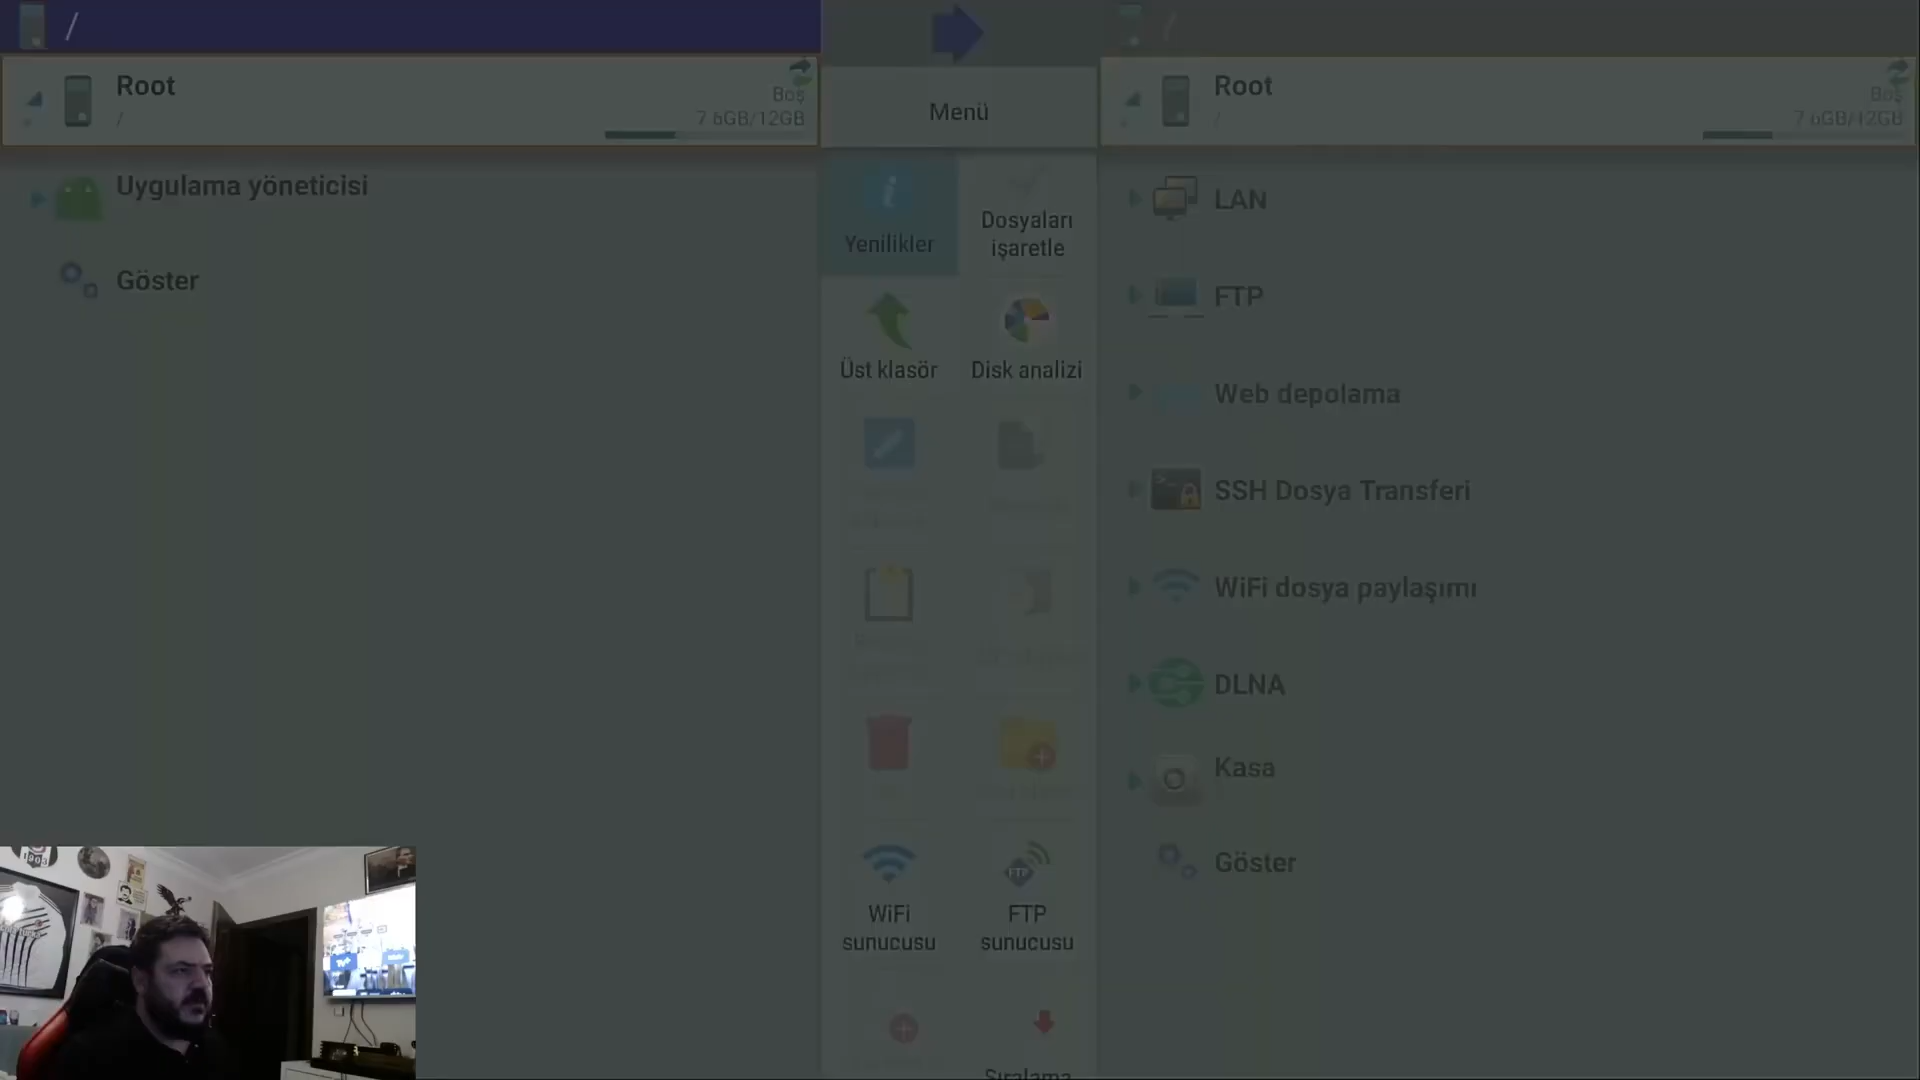 /
Root
/
Boş
7 6GB/12GB
Uygulama yöneticisi
Göster
Menü
Yenilikler
Dosyaları
işaretle
Üst klasör
Disk analizi
WiFi
sunucusu
FTP
sunucusu
Sıralama
/
Root
/
Boş
7 6GB/12GB
LAN
FTP
Web depolama
SSH Dosya Transferi
WiFi dosya paylaşımı
DLNA
Kasa
Göster
1903